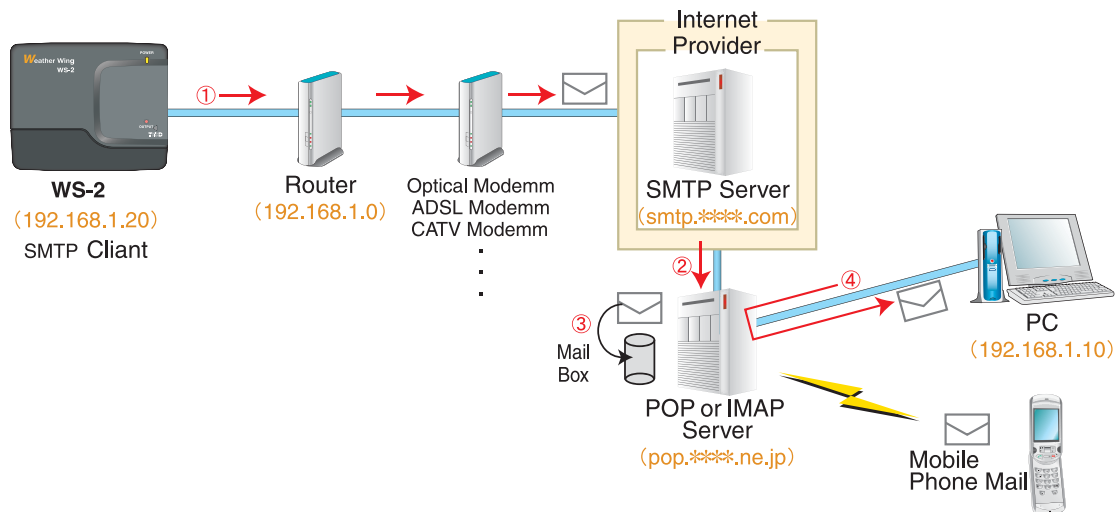 Weather Wing
WS-2
POWER
OUTPUT
WS-2
(192.168.1.20)
SMTP Cliant
①
Router
(192.168.1.0)
Optical Modemm
ADSL Modemm
CATV Modemm
・
・
・
Internet
Provider
SMTP Server
(smtp.****.com)
②
③
Mail
Box
POP or IMAP
Server
(pop.****.ne.jp)
④
PC
(192.168.1.10)
Mobile
Phone Mail